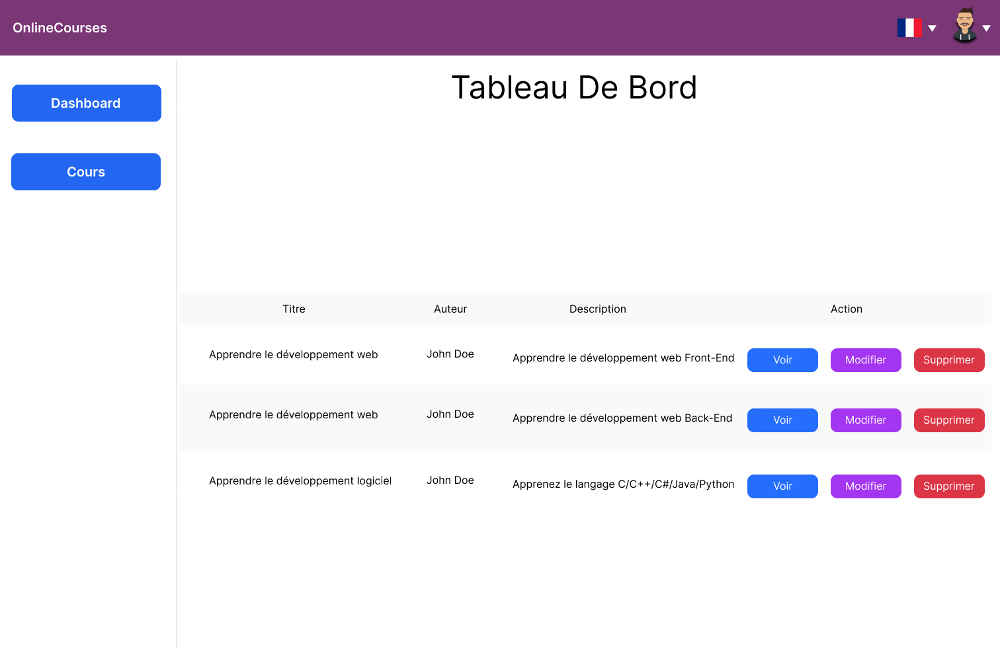 OnlineCourses
Tableau De Bord
Dashboard
Cours
Titre Auteur Description Action
Apprendre le développement web John Doe Apprendre le développement web Front-End Voir Modifier Supprimer
Apprendre le développement web John Doe Apprendre le développement web Back-End Voir Modifier Supprimer
Apprendre le développement logiciel John Doe Apprenez le langage C/C++/C#/Java/Python Voir Modifier Supprimer